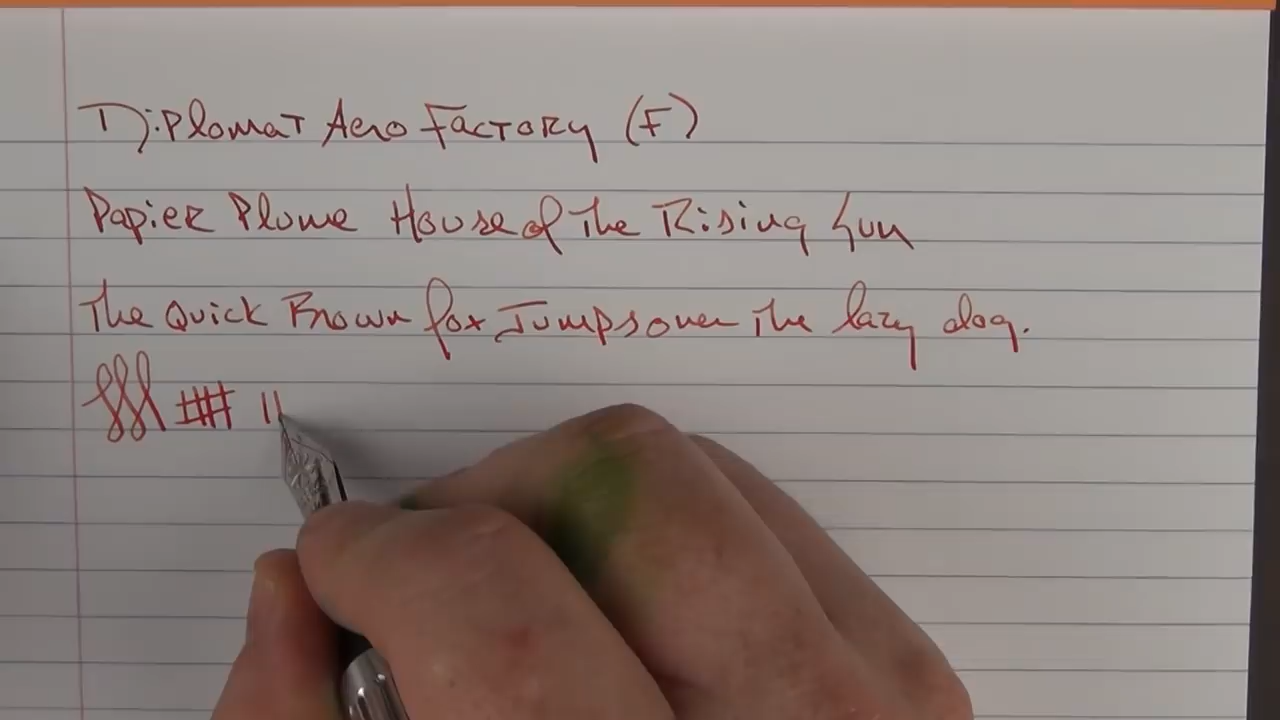 Diplomat Aero Factory (F)
Papier Plume House of The Rising Sun
The Quick Brown fox Jumps over The lazy dog.